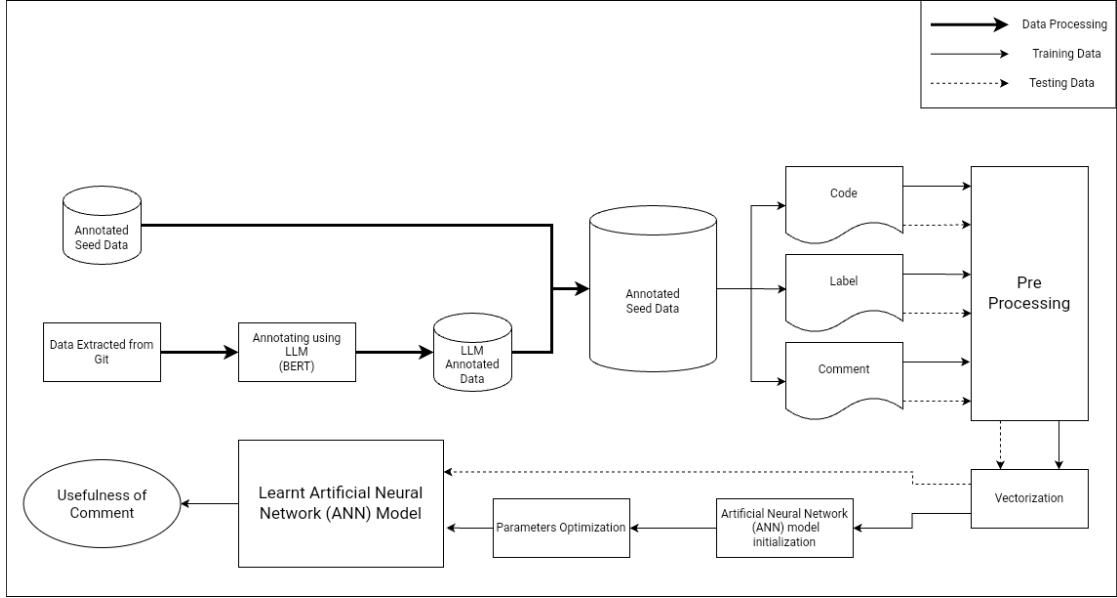 Data Processing
Training Data
Testing Data
Annotated
Seed Data
Data Extracted from
Git
Annotating using
LLM
(BERT)
LLM
Annotated
Data
Annotated
Seed Data
Code
Label
Comment
Pre
Processing
Vectorization
Artificial Neural Network
(ANN) model
initialization
Parameters Optimization
Learnt Artificial Neural
Network (ANN) Model
Usefulness of
Comment